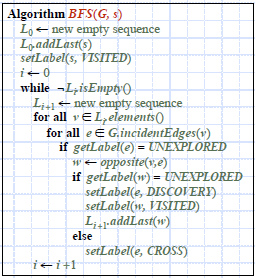 Algorithm BFS(G, s)
L0 ← new empty sequence
L0.addLast(s)
setLabel(s, VISITED)
i ← 0
while ¬Li.isEmpty()
Li+1 ← new empty sequence
for all v ∈ Li.elements()
for all e ∈ G.incidentEdges(v)
if getLabel(e) = UNEXPLORED
w ← opposite(v,e)
if getLabel(w) = UNEXPLORED
setLabel(e, DISCOVERY)
setLabel(w, VISITED)
Li+1.addLast(w)
else
setLabel(e, CROSS)
i ← i +1